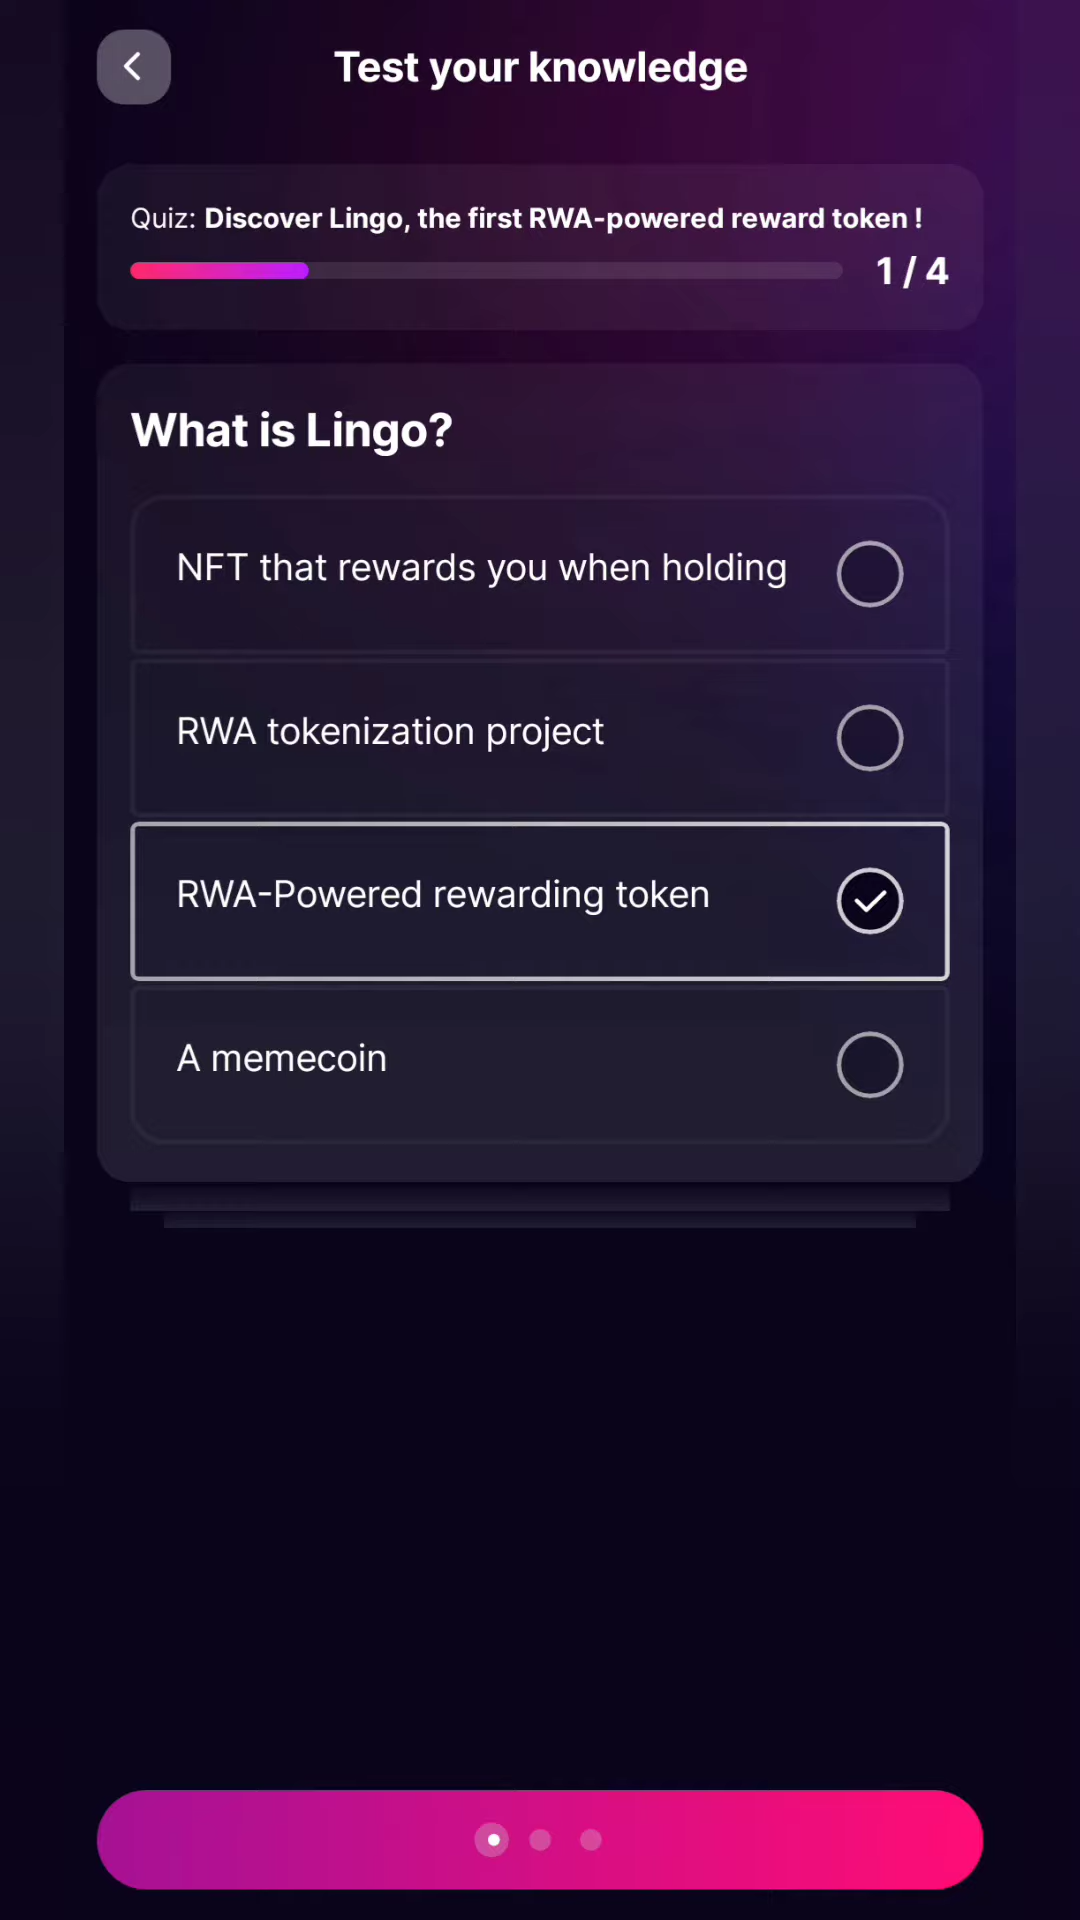 Test your knowledge
Quiz: Discover Lingo, the first RWA-powered reward token !
1 / 4
What is Lingo?
NFT that rewards you when holding
RWA tokenization project
RWA-Powered rewarding token
A memecoin